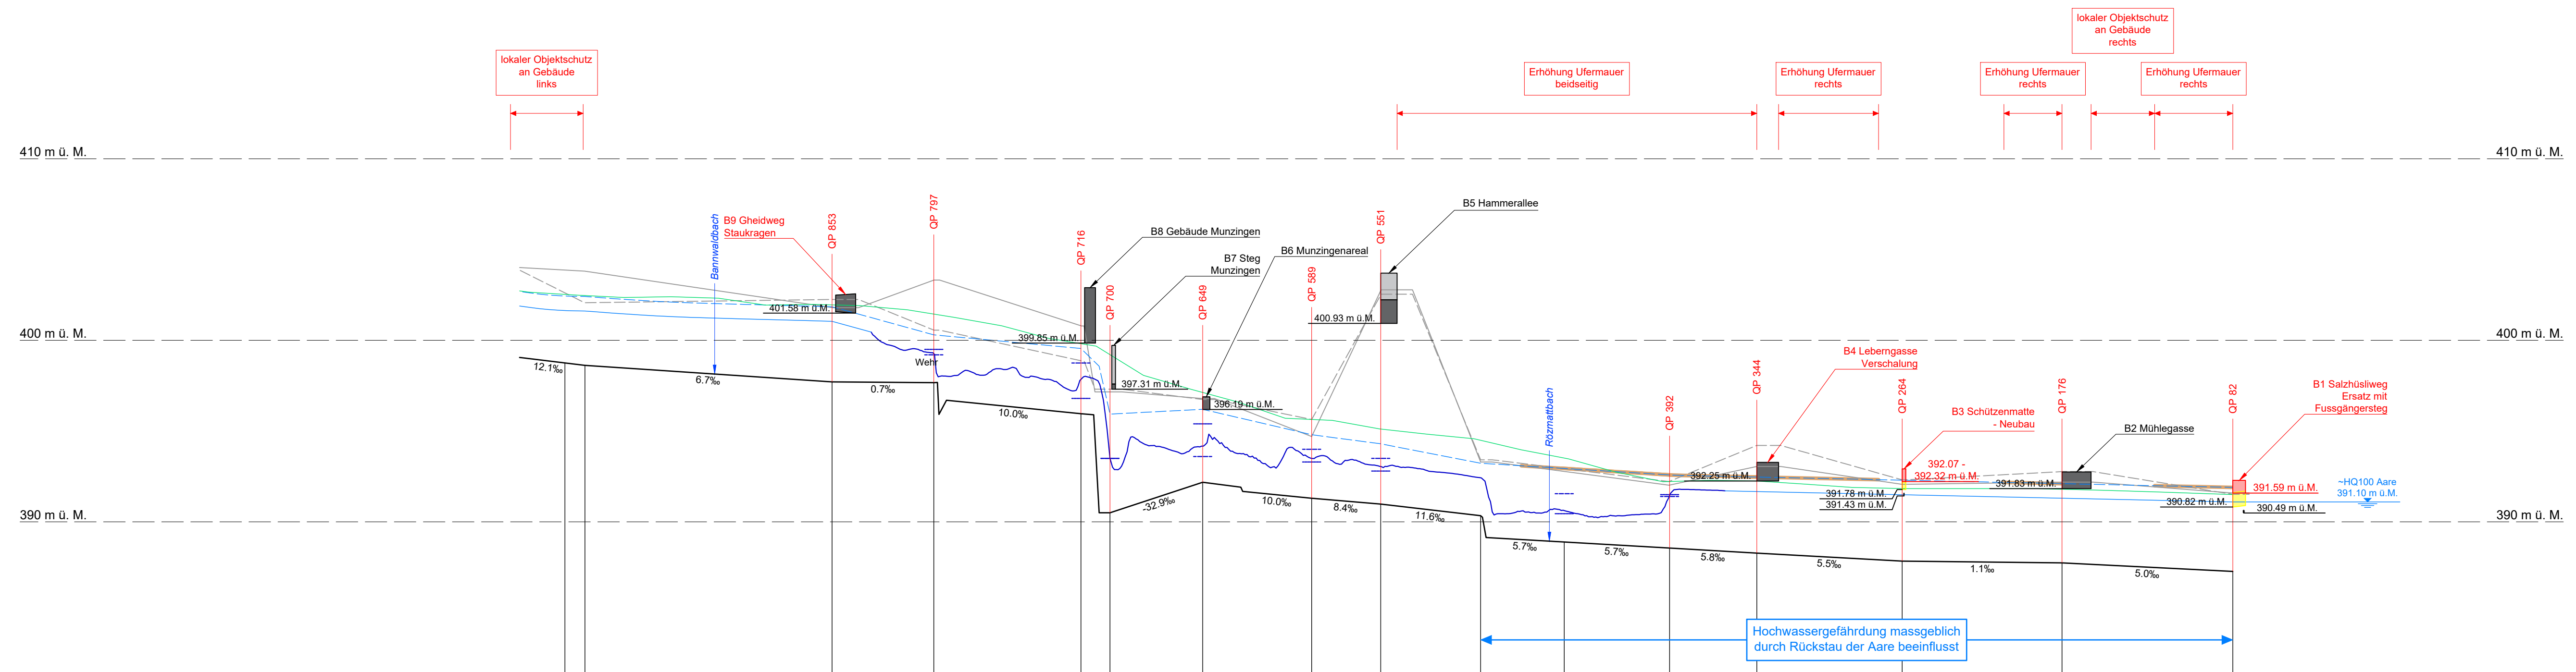 lokaler Objektschutz
an Gebäude
rechts
lokaler Objektschutz
an Gebäude
links
Erhöhung Ufermauer
beidseitig
Erhöhung Ufermauer
rechts
Erhöhung Ufermauer
rechts
Erhöhung Ufermauer
rechts
410 m ü. M.
410 m ü. M.
Bannwaldbach
B9 Gheidweg
Staukragen
QP 853
QP 797
QP 716
B8 Gebäude Munzingen
B7 Steg
Munzingen
B6 Munzingenareal
QP 700
QP 649
QP 589
QP 551
B5 Hammerallee
401.58 m ü.M.
400 m ü. M.
399.85 m ü.M.
400.93 m ü.M.
400 m ü. M.
Wehr
397.31 m ü.M.
396.19 m ü.M.
12.1‰
6.7‰
0.7‰
10.0‰
-32.9‰
10.0‰
8.4‰
11.6‰
Rözmattbach
QP 392
QP 344
B4 Leberngasse
Verschalung
QP 264
B3 Schützenmatte
- Neubau
QP 176
B2 Mühlegasse
QP 82
B1 Salzhüsliweg
Ersatz mit
Fussgängersteg
392.25 m ü.M.
392.07 -
392.32 m ü.M.
391.78 m ü.M.
391.43 m ü.M.
391.83 m ü.M.
391.59 m ü.M.
390.82 m ü.M.
390.49 m ü.M.
~HQ100 Aare
391.10 m ü.M.
390 m ü. M.
390 m ü. M.
5.7‰
5.7‰
5.8‰
5.5‰
1.1‰
5.0‰
Hochwassergefährdung massgeblich
durch Rückstau der Aare beeinflusst